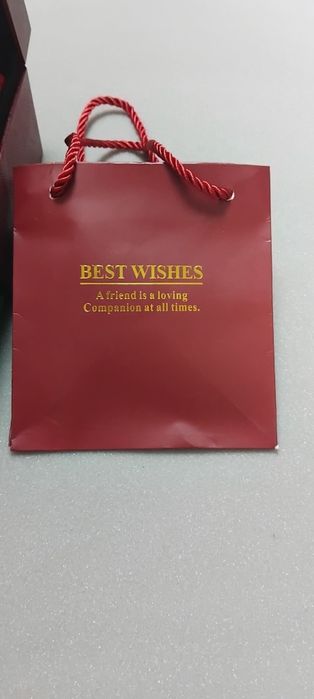 BEST WISHES
A friend is a loving
Companion at all times.